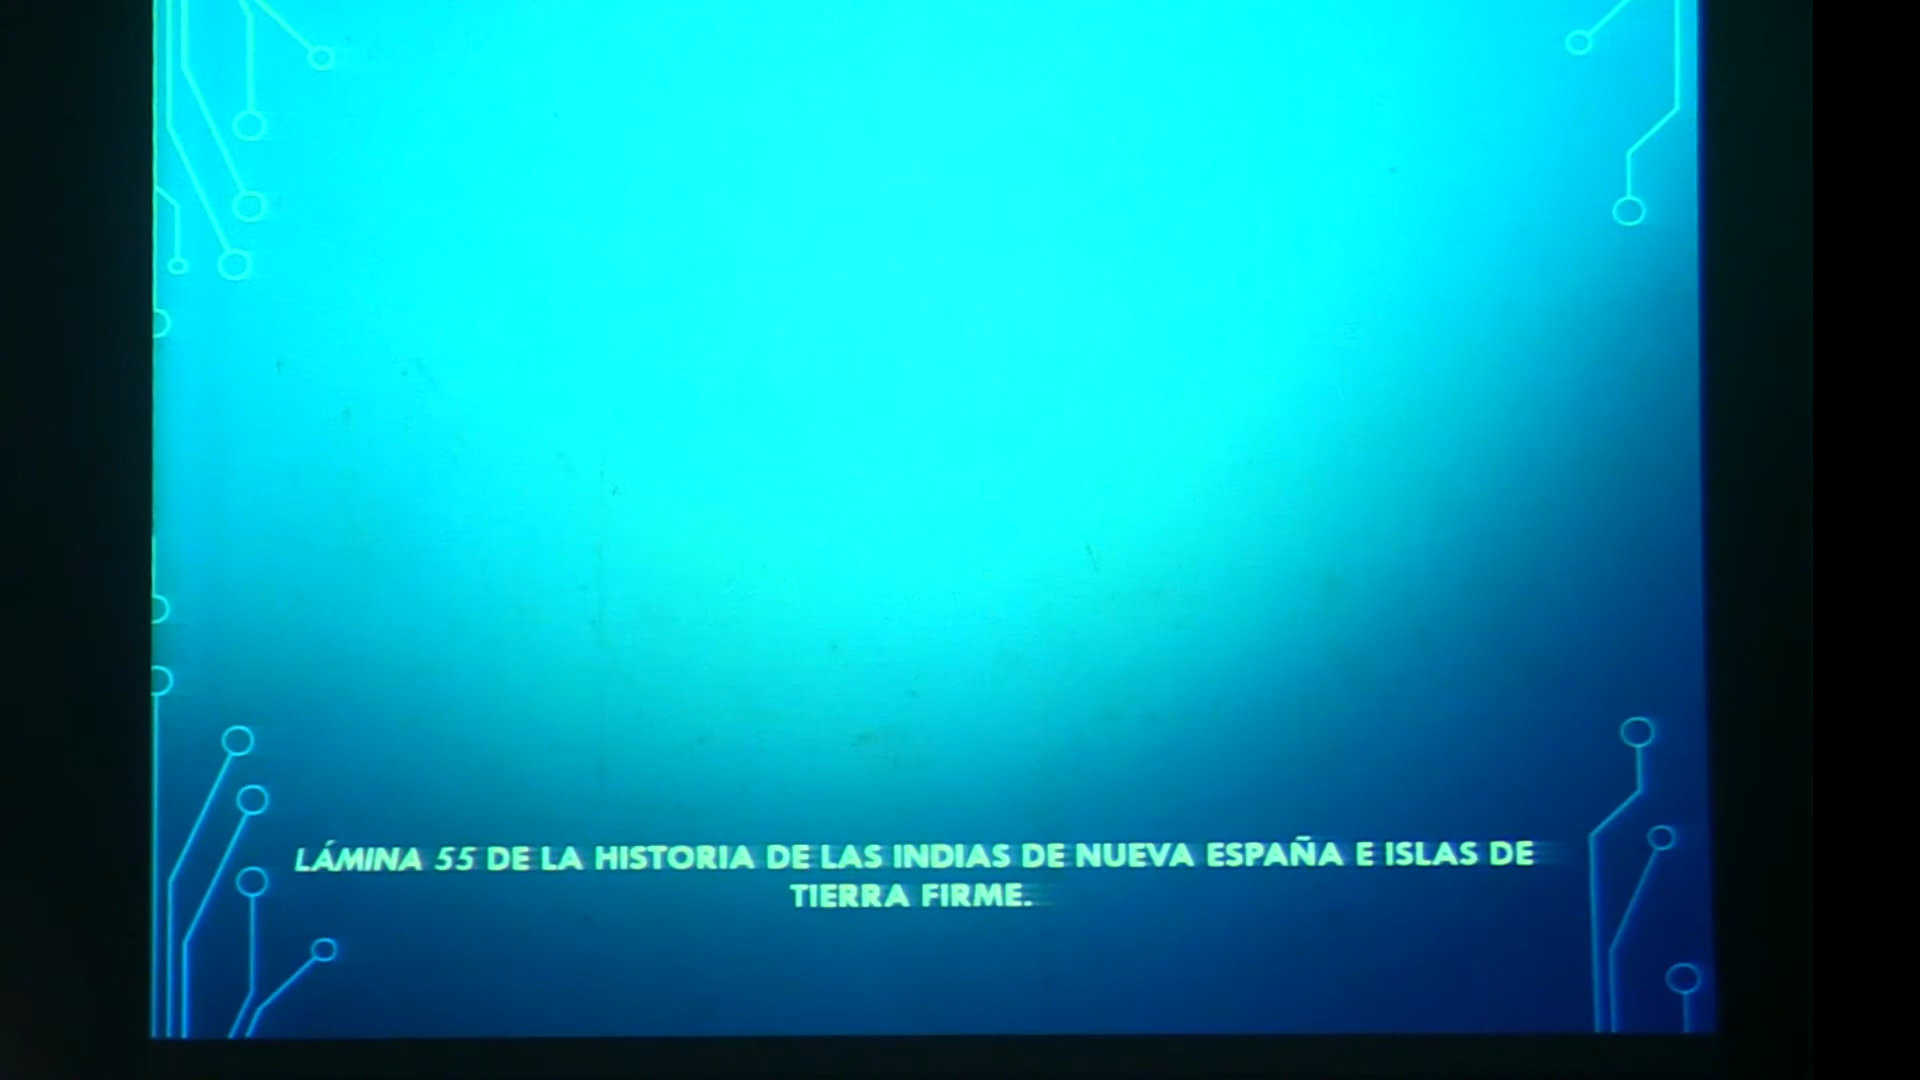 LÁMINA 55 DE LA HISTORIA DE LAS INDIAS DE NUEVA ESPAÑA E ISLAS DE
TIERRA FIRME.